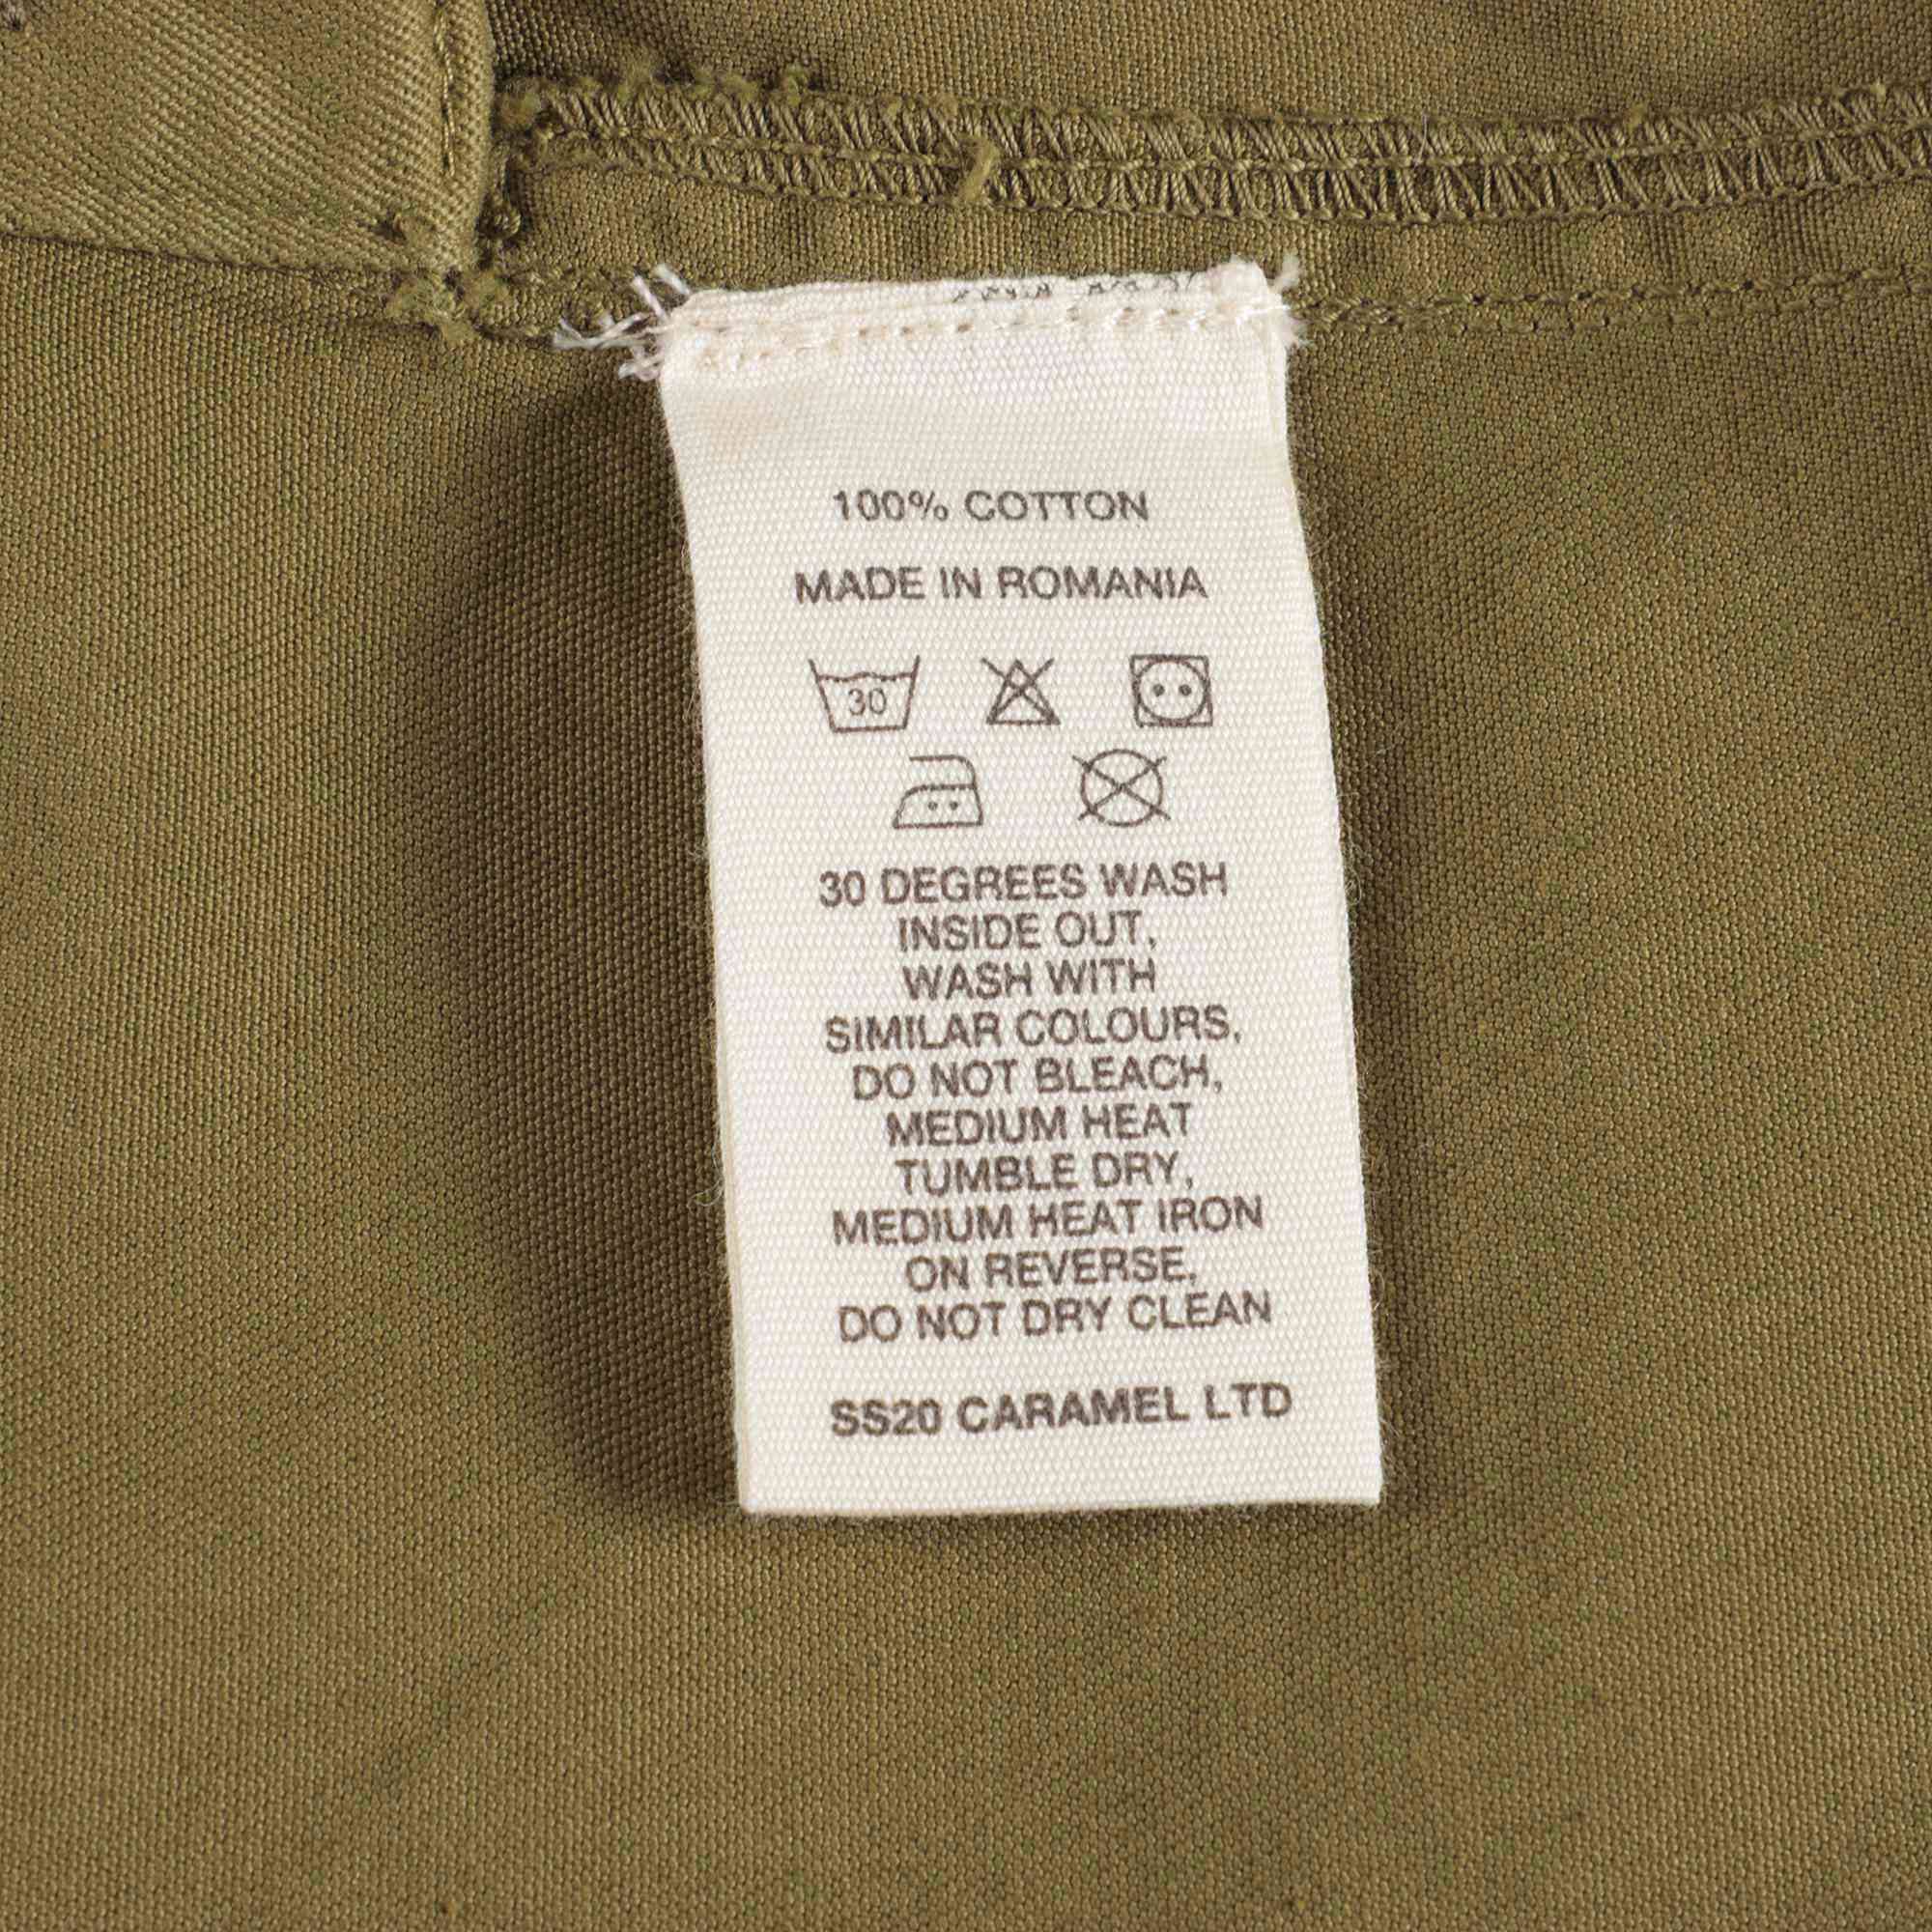 100% COTTON
MADE IN ROMANIA
30
30 DEGREES WASH
INSIDE OUT,
WASH WITH
SIMILAR COLOURS,
DO NOT BLEACH,
MEDIUM HEAT
TUMBLE DRY,
MEDIUM HEAT IRON
ON REVERSE,
DO NOT DRY CLEAN
SS20 CARAMEL LTD